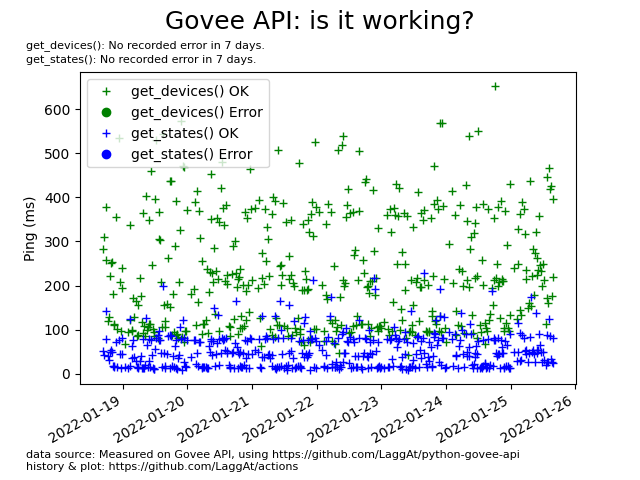 Govee API: is it working?
get_devices(): No recorded error in 7 days.
get_states(): No recorded error in 7 days.
get_devices() OK
get_devices() Error
get_states() OK
get_states() Error
Ping (ms)
600
500
400
300
200
100
0
2022-01-19
2022-01-20
2022-01-21
2022-01-22
2022-01-23
2022-01-24
2022-01-25
2022-01-26
data source: Measured on Govee API, using https://github.com/LaggAt/python-govee-api
history & plot: https://github.com/LaggAt/actions